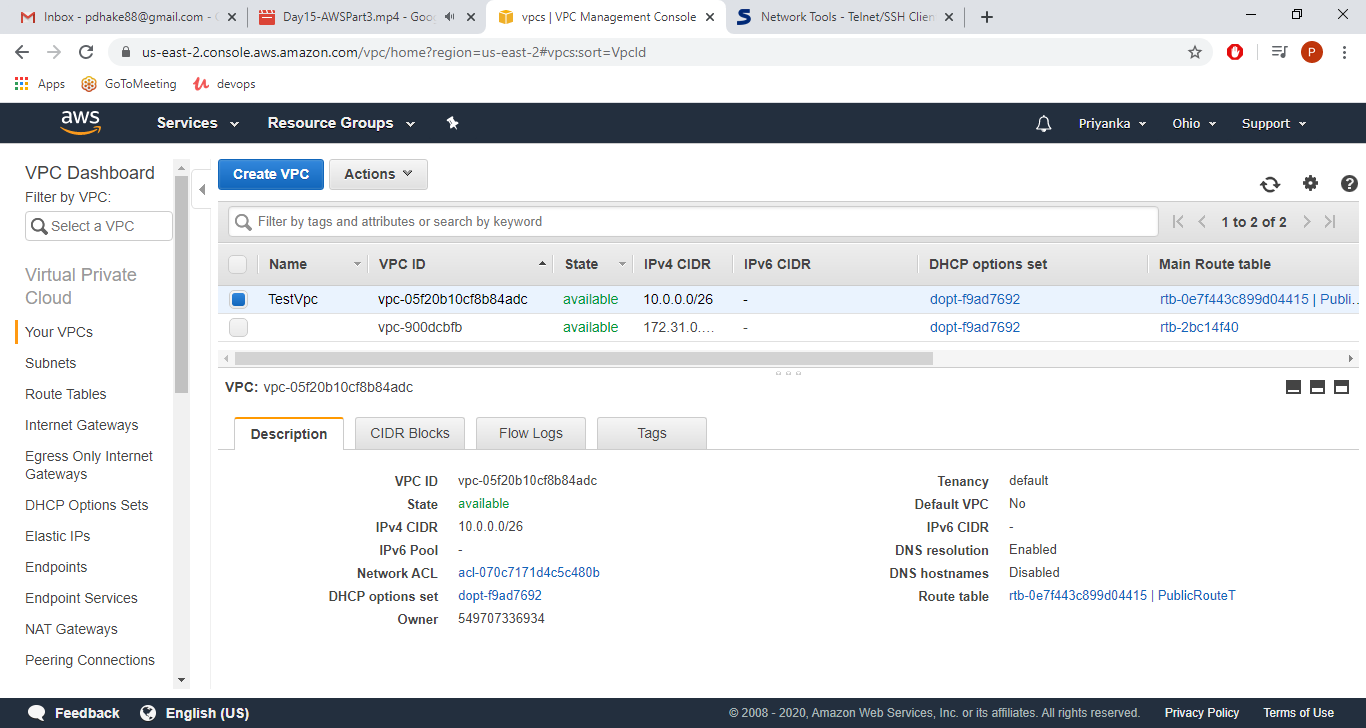 Inbox - pdhake88@gmail.com -
Day15-AWSPart3.mp4 - Goo
vpcs | VPC Management Console
Network Tools - Telnet/SSH Clien
us-east-2.console.aws.amazon.com/vpc/home?region=us-east-2#vpcs:sort=VpcId
P
Apps
GoToMeeting
devops
aws
Services
Resource Groups
Priyanka
Ohio
Support
VPC Dashboard
Filter by VPC:
Select a VPC
Virtual Private
Cloud
Your VPCs
Subnets
Route Tables
Internet Gateways
Egress Only Internet
Gateways
DHCP Options Sets
Elastic IPs
Endpoints
Endpoint Services
NAT Gateways
Peering Connections
Create VPC
Actions
Filter by tags and attributes or search by keyword
1 to 2 of 2
Name VPC ID State IPv4 CIDR IPv6 CIDR DHCP options set Main Route table
TestVpc vpc-05f20b10cf8b84adc available 10.0.0.0/26 - dopt-f9ad7692 rtb-0e7f443c899d04415 | Publi...
vpc-900dcbfb available 172.31.0.... - dopt-f9ad7692 rtb-2bc14f40
VPC: vpc-05f20b10cf8b84adc
Description
CIDR Blocks
Flow Logs
Tags
VPC ID vpc-05f20b10cf8b84adc
State available
IPv4 CIDR 10.0.0.0/26
IPv6 Pool -
Network ACL acl-070c7171d4c5c480b
DHCP options set dopt-f9ad7692
Owner 549707336934
Tenancy default
Default VPC No
IPv6 CIDR -
DNS resolution Enabled
DNS hostnames Disabled
Route table rtb-0e7f443c899d04415 | PublicRouteT
Feedback
English (US)
© 2008 - 2020, Amazon Web Services, Inc. or its affiliates. All rights reserved.
Privacy Policy
Terms of Use